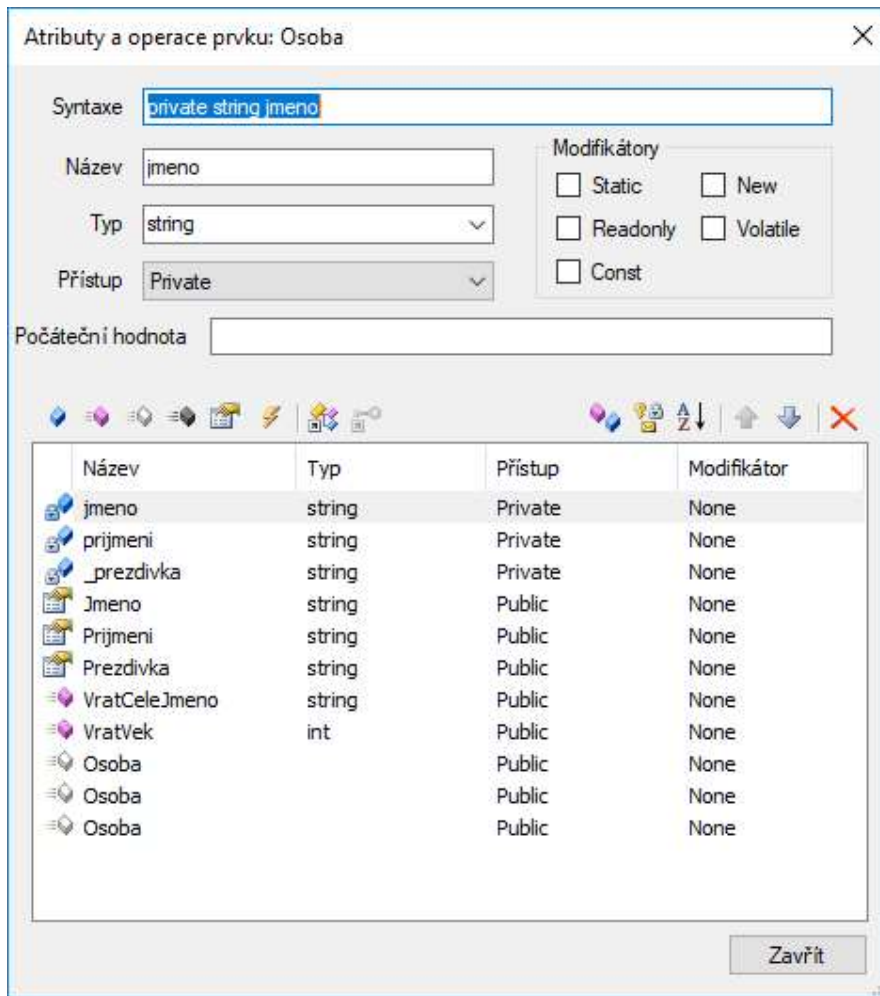 Atributy a operace prvku: Osoba
Syntaxe private string jmeno
Název jmeno
Typ string
Přístup Private
Modifikátory
Static New
Readonly Volatile
Const
Počáteční hodnota
Název Typ Přístup Modifikátor
jmeno string Private None
prijmeni string Private None
_prezdivka string Private None
Jmeno string Public None
Prijmeni string Public None
Prezdivka string Public None
VratCeleJmeno string Public None
VratVek int Public None
Osoba Public None
Osoba Public None
Osoba Public None
Zavřít